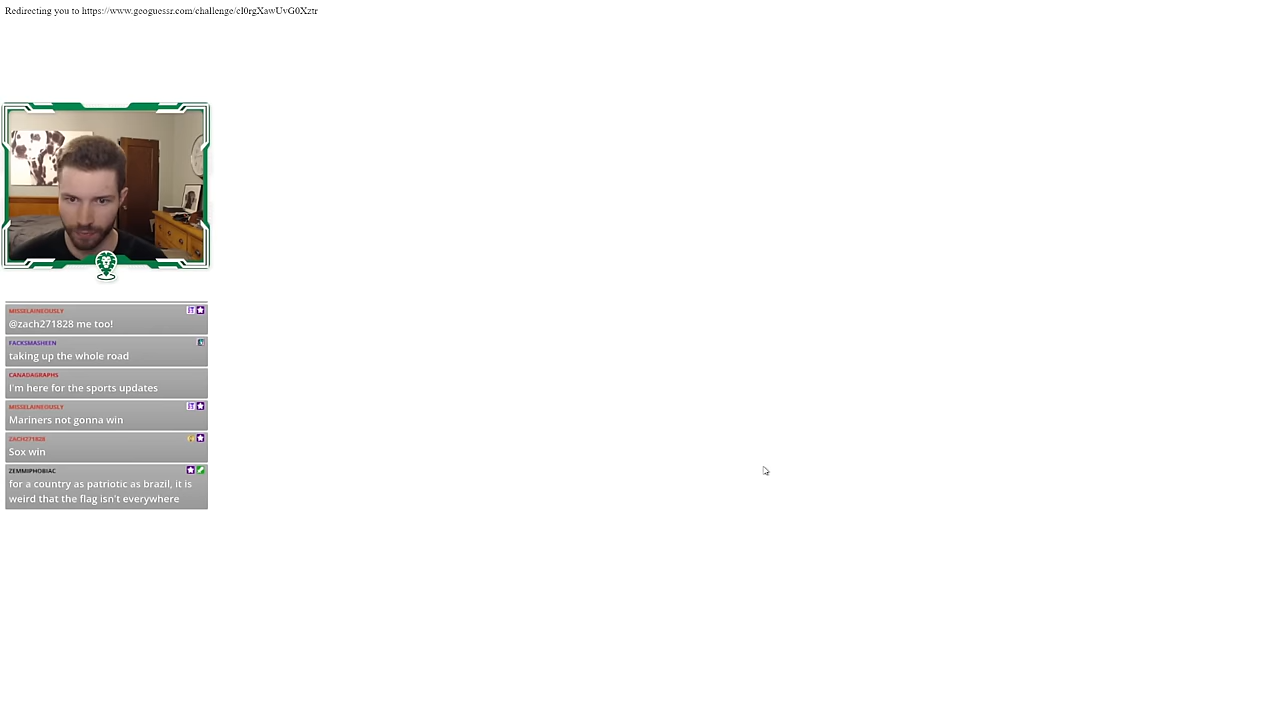 Redirecting you to https://www.geoguessr.com/challenge/cl0rgXawUvG0Xztr
MISSELAINEOUSLY
@zach271828 me too!
FACKSMASHEEN
taking up the whole road
CANADAGRAPHS
I'm here for the sports updates
MISSELAINEOUSLY
Mariners not gonna win
ZACH271828
Sox win
ZEMMIPHOBIAC
for a country as patriotic as brazil, it is
weird that the flag isn't everywhere